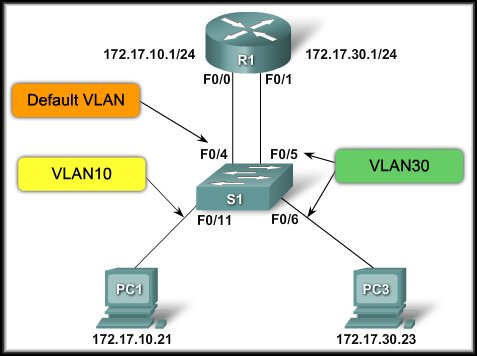 172.17.10.1/24
172.17.30.1/24
R1
F0/0
F0/1
Default VLAN
F0/4
F0/5
VLAN10
VLAN30
S1
F0/11
F0/6
PC1
PC3
172.17.10.21
172.17.30.23